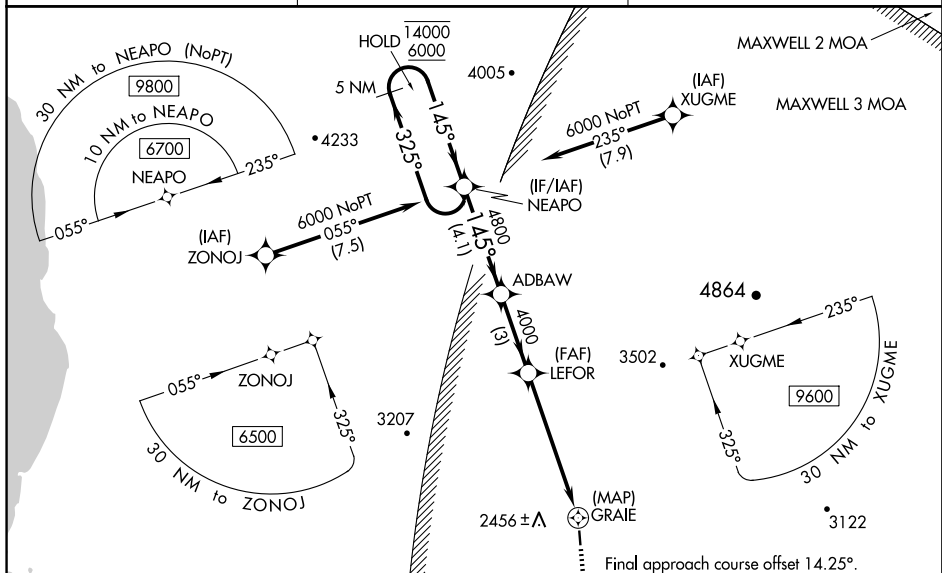 30 NM to NEAPO (NoPT)
9800
10 NM to NEAPO
6700
NEAPO
055°
235°
4233
HOLD
14000
6000
5 NM
145°
325°
4005
MAXWELL 2 MOA
MAXWELL 3 MOA
(IAF)
XUGME
6000 NoPT
235°
(7.9)
(IF/IAF)
NEAPO
(IAF)
ZONOJ
6000 NoPT
055°
(7.5)
4800
145°
(4.1)
ADBAW
4000
(3)
(FAF)
LEFOR
055°
ZONOJ
325°
6500
30 NM to ZONOJ
3207
4864
3502
235°
XUGME
325°
9600
30 NM to XUGME
(MAP)
GRAIE
2456 ±
3122
Final approach course offset 14.25°.